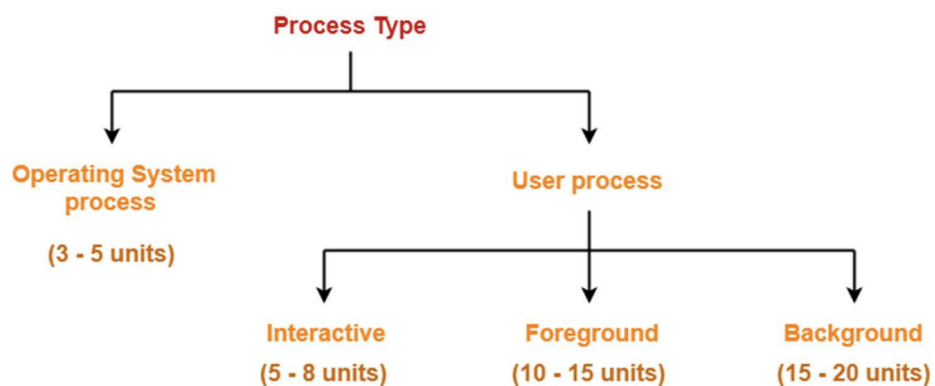 Process Type
Operating System
process
(3 - 5 units)
User process
Interactive
(5 - 8 units)
Foreground
(10 - 15 units)
Background
(15 - 20 units)